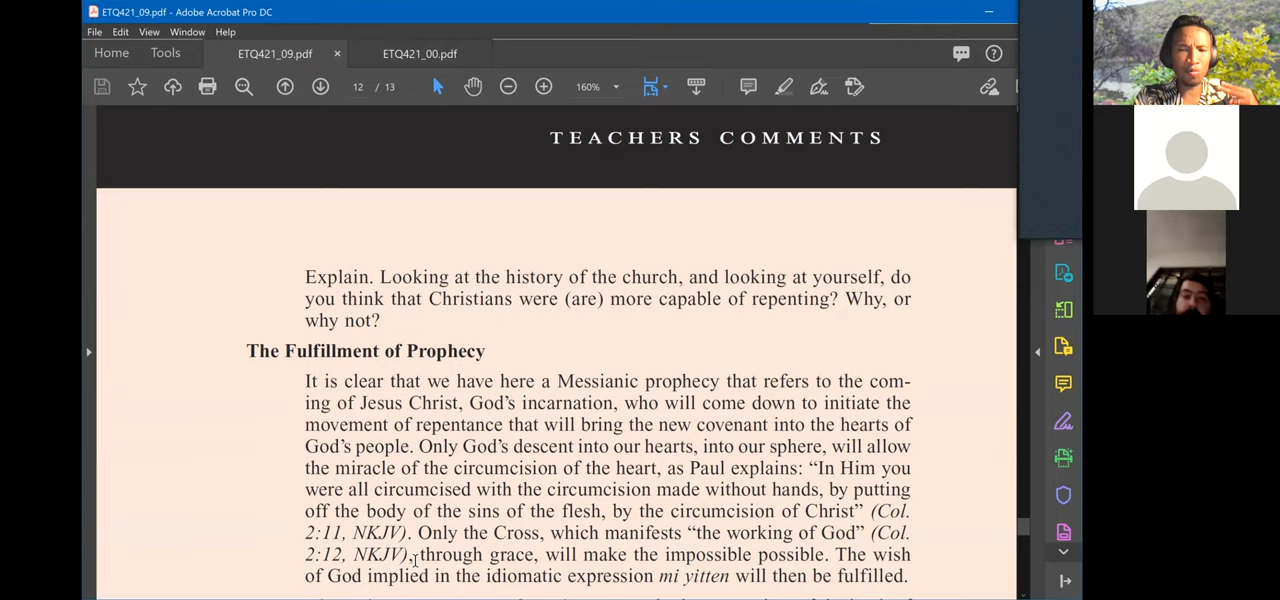 ETQ421_09.pdf - Adobe Acrobat Pro DC
File Edit View Window Help
Home Tools ETQ421_09.pdf × ETQ421_00.pdf
12 / 13 160%
TEACHERS COMMENTS
Explain. Looking at the history of the church, and looking at yourself, do
you think that Christians were (are) more capable of repenting? Why, or
why not?
The Fulfillment of Prophecy
It is clear that we have here a Messianic prophecy that refers to the com-
ing of Jesus Christ, God’s incarnation, who will come down to initiate the
movement of repentance that will bring the new covenant into the hearts of
God’s people. Only God’s descent into our hearts, into our sphere, will allow
the miracle of the circumcision of the heart, as Paul explains: “In Him you
were all circumcised with the circumcision made without hands, by putting
off the body of the sins of the flesh, by the circumcision of Christ” (Col.
2:11, NKJV). Only the Cross, which manifests “the working of God” (Col.
2:12, NKJV), through grace, will make the impossible possible. The wish
of God implied in the idiomatic expression mi yitten will then be fulfilled.